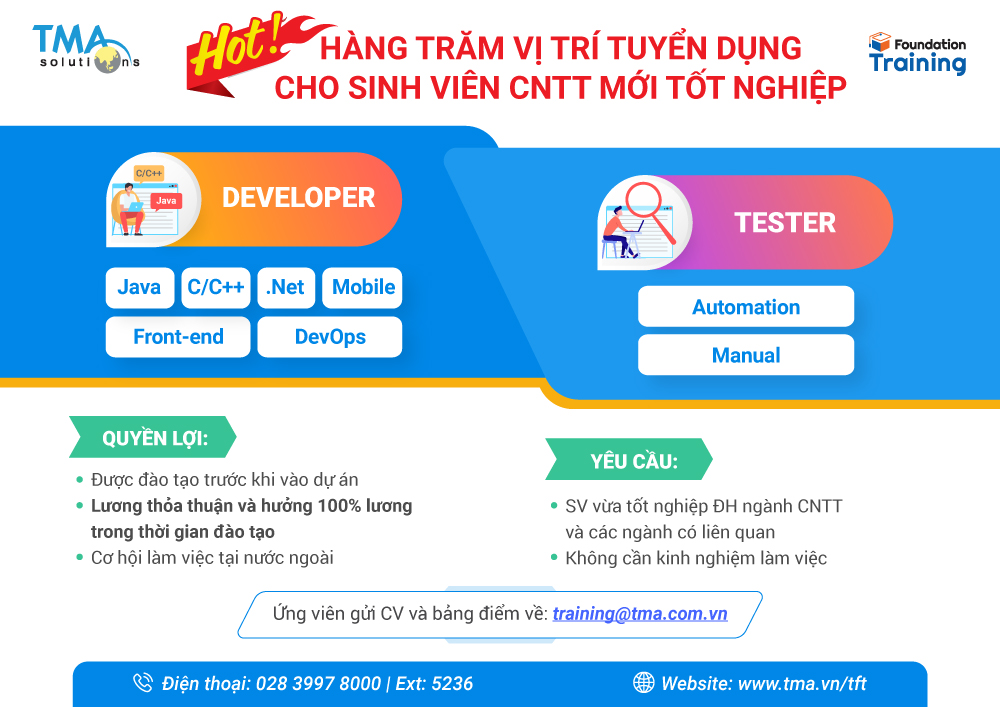 TMA
solutions
Hot!
HÀNG TRĂM VỊ TRÍ TUYỂN DỤNG
CHO SINH VIÊN CNTT MỚI TỐT NGHIỆP
Foundation
Training
C/C++
Java
DEVELOPER
Java
C/C++
.Net
Mobile
Front-end
DevOps
TESTER
Automation
Manual
QUYỀN LỢI:
• Được đào tạo trước khi vào dự án
• Lương thỏa thuận và hưởng 100% lương
trong thời gian đào tạo
• Cơ hội làm việc tại nước ngoài
YÊU CẦU:
• SV vừa tốt nghiệp ĐH ngành CNTT
và các ngành có liên quan
• Không cần kinh nghiệm làm việc
Ứng viên gửi CV và bảng điểm về: training@tma.com.vn
Điện thoại: 028 3997 8000 | Ext: 5236
Website: www.tma.vn/tft